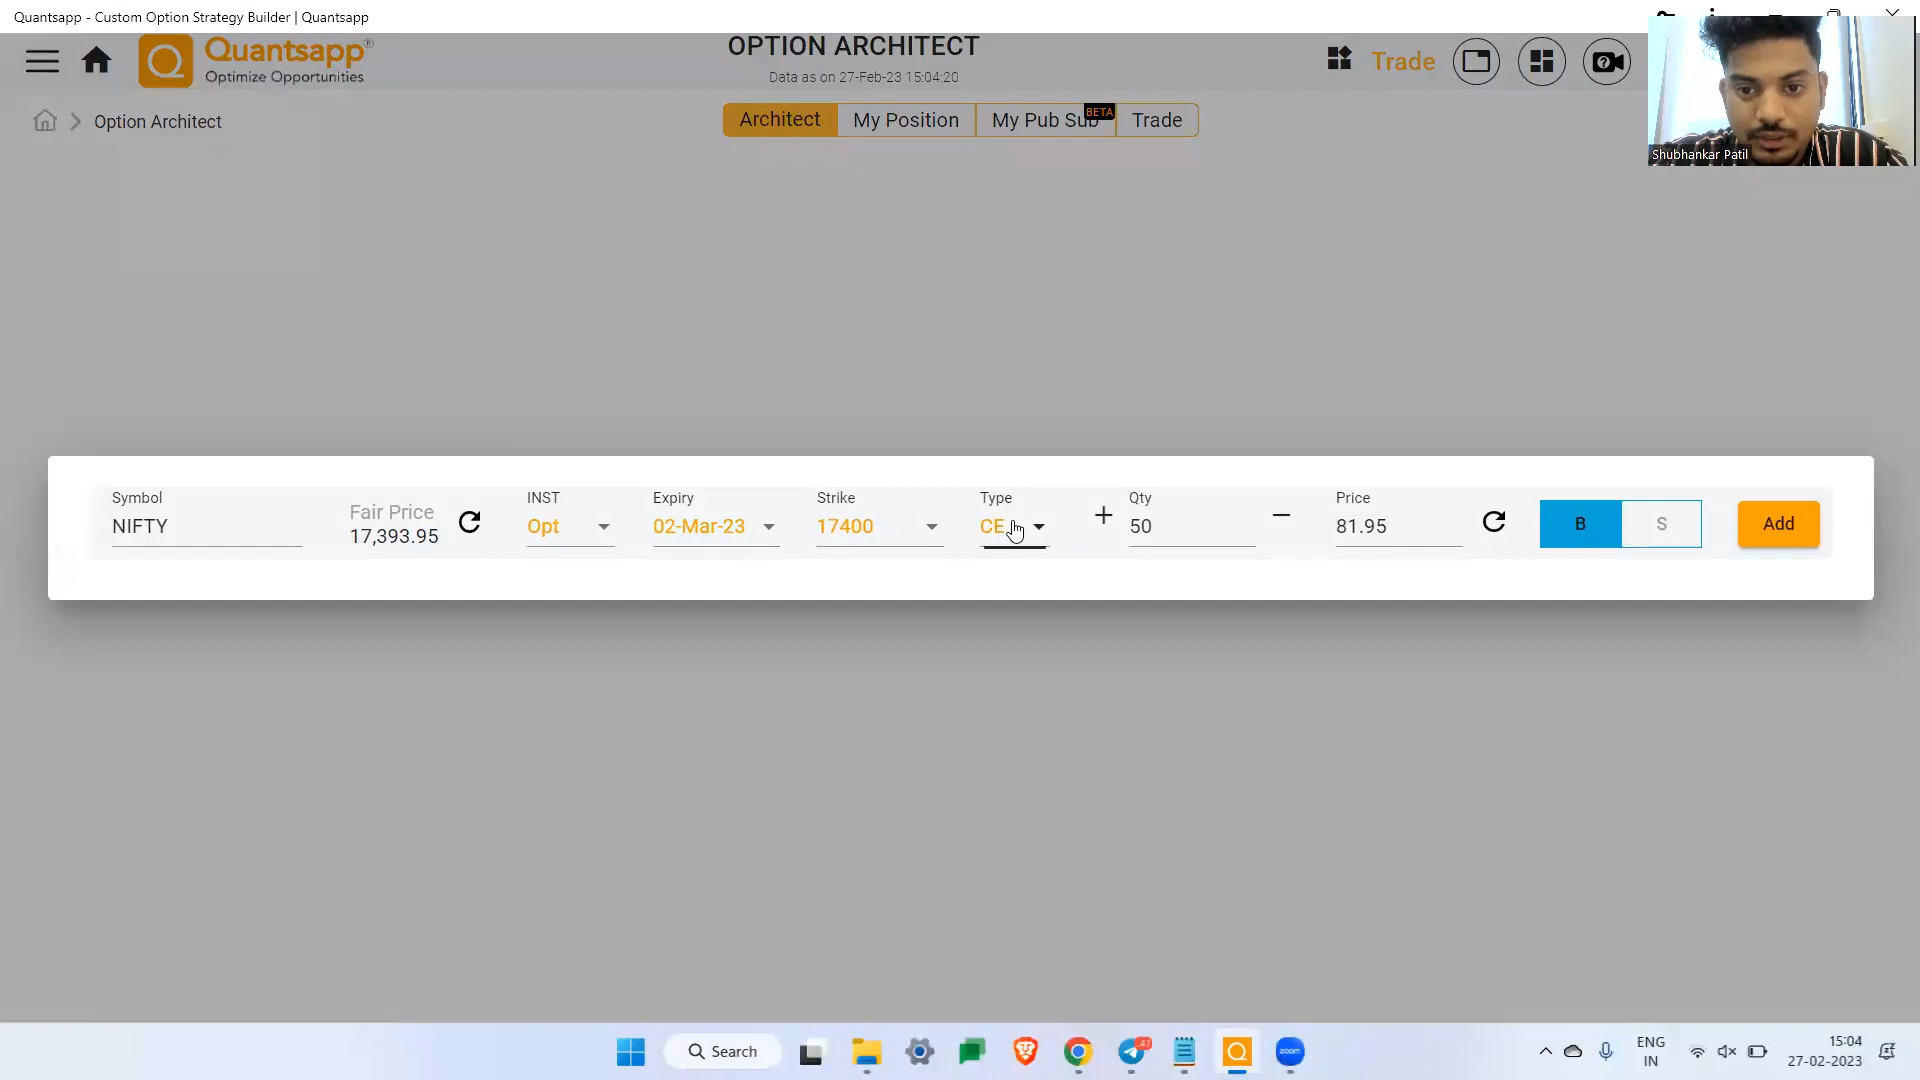 Quantsapp - Custom Option Strategy Builder | Quantsapp
Quantsapp®
Optimize Opportunities
OPTION ARCHITECT
Data as on 27-Feb-23 15:04:20
Trade
Option Architect
Architect
My Position
My Pub Sub
BETA
Trade
Shubhankar Patil
Symbol
NIFTY
Fair Price
17,393.95
INST
Opt
Expiry
02-Mar-23
Strike
17400
Type
CE
Qty
50
Price
81.95
B
S
Add
Search
47
zoom
ENG
IN
15:04
27-02-2023